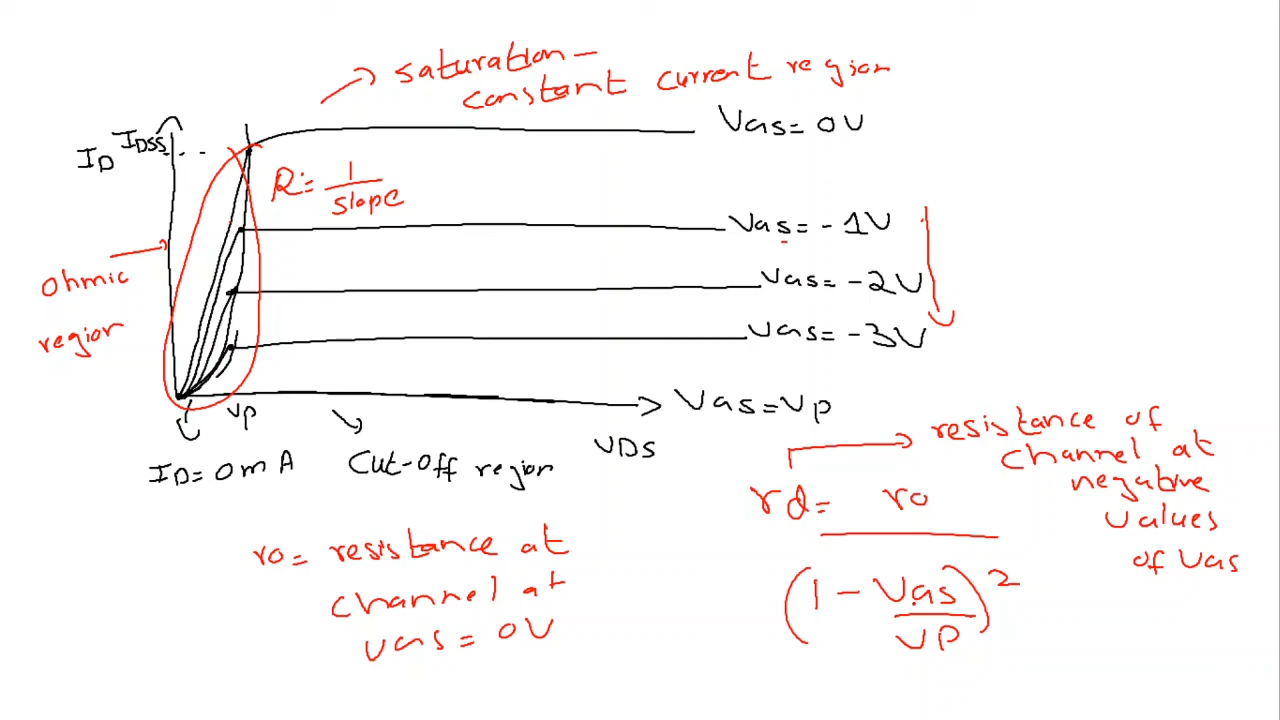 saturation –
constant current region
ID
IDSS
VGS = 0V
R = 1/slope
VGS = -1V
ohmic
region
VGS = -2V
VGS = -3V
VGS = VP
VP
VDS
ID = 0mA
Cut-off region
resistance of
channel at
negative
values
of VGS
rd = ro
(1 - VGS/VP)2
ro = resistance at
channel at
VGS = 0V